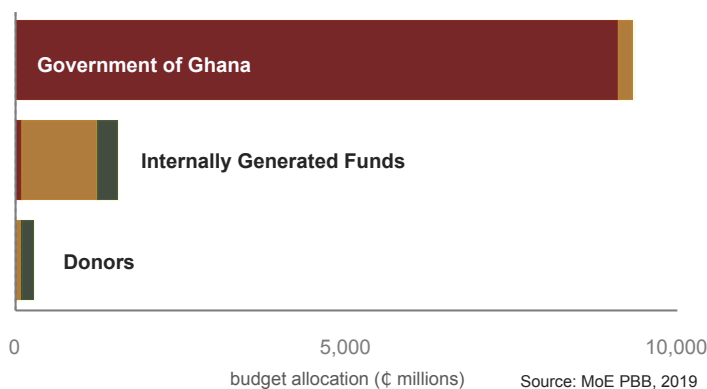 Government of Ghana
Internally Generated Funds
Donors
0 5,000 10,000
budget allocation (₵ millions)
Source: MoE PBB, 2019